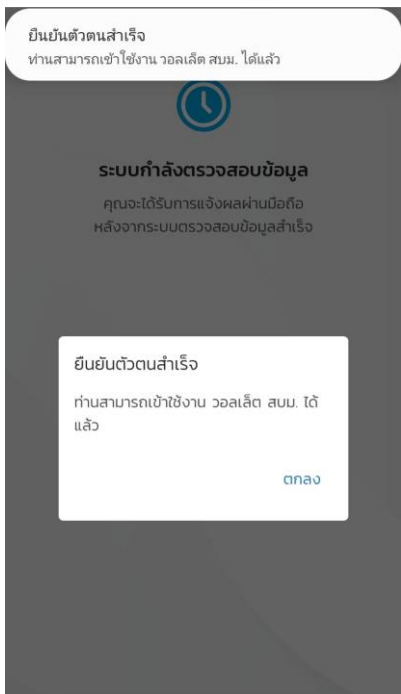 ยืนยันตัวตนสำเร็จ
ท่านสามารถเข้าใช้งาน วอลเล็ต สบม. ได้แล้ว
ระบบกำลังตรวจสอบข้อมูล
คุณจะได้รับการแจ้งผลผ่านมือถือ
หลังจากระบบตรวจสอบข้อมูลสำเร็จ
ยืนยันตัวตนสำเร็จ
ท่านสามารถเข้าใช้งาน วอลเล็ต สบม. ได้
แล้ว
ตกลง